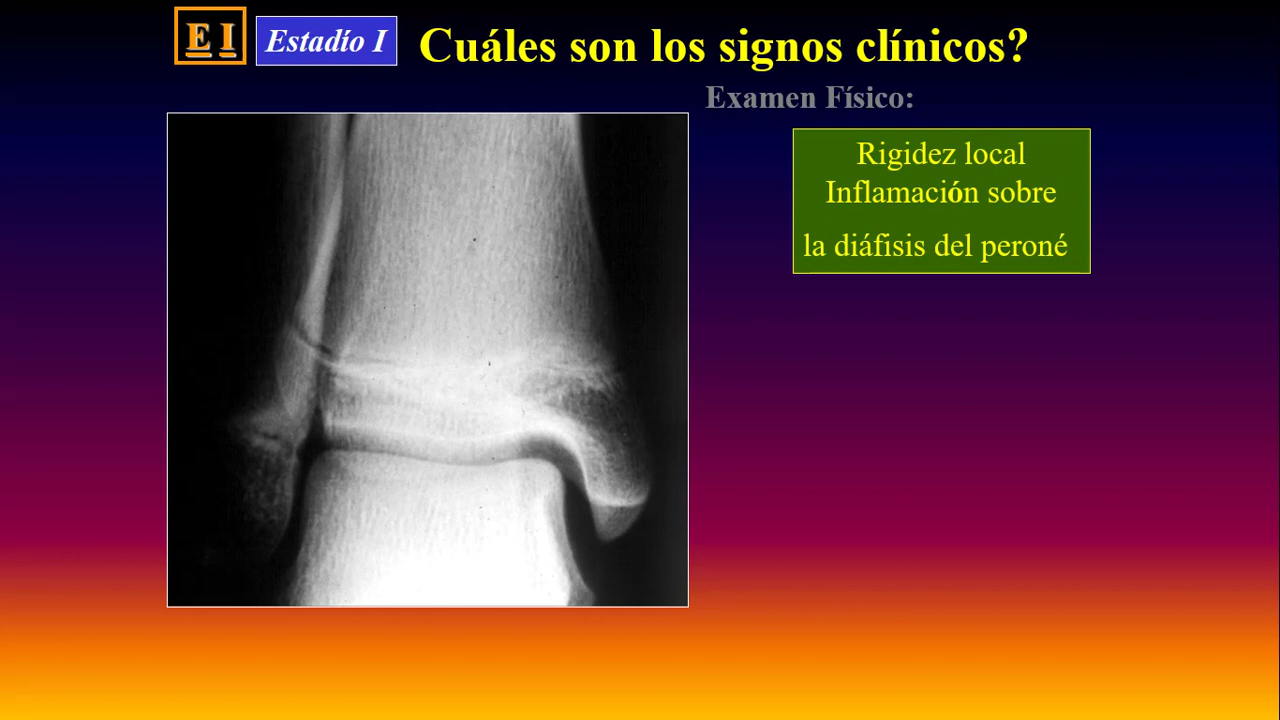 E I Estadío I Cuáles son los signos clínicos?
Examen Físico:
Rigidez local
Inflamación sobre
la diáfisis del peroné